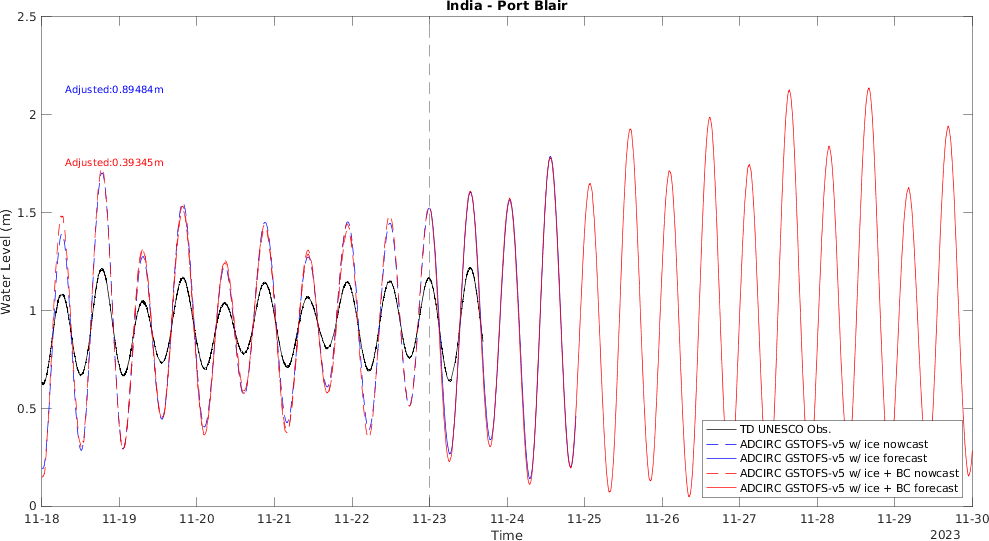 India - Port Blair
2.5
2
1.5
1
0.5
0
Water Level (m)
Adjusted:0.89484m
Adjusted:0.39345m
TD UNESCO Obs.
ADCIRC GSTOFS-v5 w/ ice nowcast
ADCIRC GSTOFS-v5 w/ ice forecast
ADCIRC GSTOFS-v5 w/ ice + BC nowcast
ADCIRC GSTOFS-v5 w/ ice + BC forecast
11-18 11-19 11-20 11-21 11-22 11-23 11-24 11-25 11-26 11-27 11-28 11-29 11-30
Time
2023